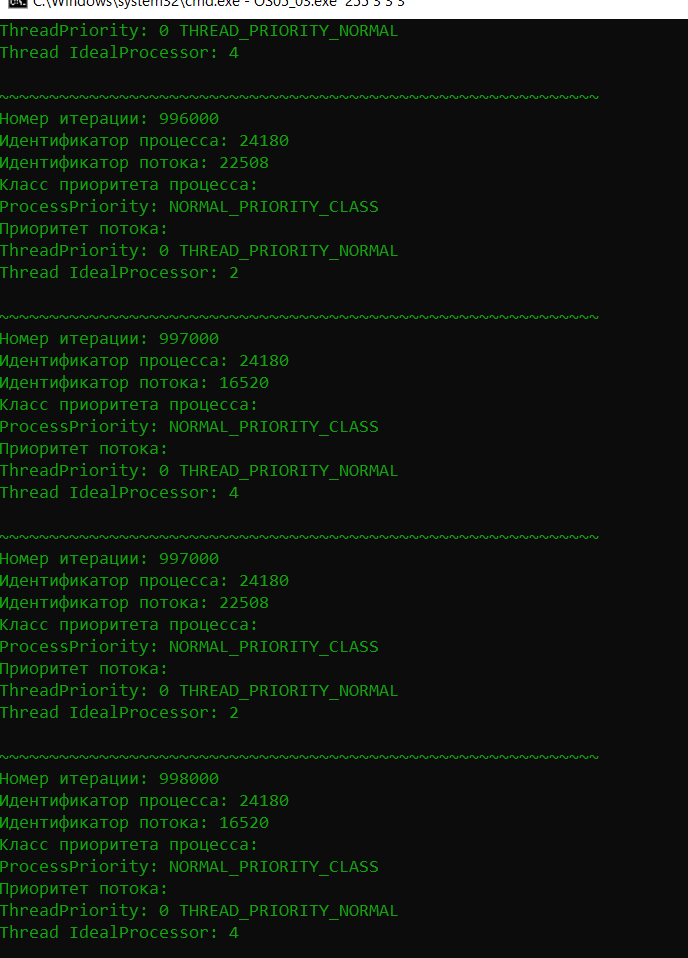 C:\Windows\system32\cmd.exe - OS05_03.exe 255 3 3 3
ThreadPriority: 0 THREAD_PRIORITY_NORMAL
Thread IdealProcessor: 4
~~~~~~~~~~~~~~~~~~~~~~~~~~~~~~~~~~~~~~~~~~~~~~~~~~~~~~~~~~~~
Номер итерации: 996000
Идентификатор процесса: 24180
Идентификатор потока: 22508
Класс приоритета процесса:
ProcessPriority: NORMAL_PRIORITY_CLASS
Приоритет потока:
ThreadPriority: 0 THREAD_PRIORITY_NORMAL
Thread IdealProcessor: 2
~~~~~~~~~~~~~~~~~~~~~~~~~~~~~~~~~~~~~~~~~~~~~~~~~~~~~~~~~~~~
Номер итерации: 997000
Идентификатор процесса: 24180
Идентификатор потока: 16520
Класс приоритета процесса:
ProcessPriority: NORMAL_PRIORITY_CLASS
Приоритет потока:
ThreadPriority: 0 THREAD_PRIORITY_NORMAL
Thread IdealProcessor: 4
~~~~~~~~~~~~~~~~~~~~~~~~~~~~~~~~~~~~~~~~~~~~~~~~~~~~~~~~~~~~
Номер итерации: 997000
Идентификатор процесса: 24180
Идентификатор потока: 22508
Класс приоритета процесса:
ProcessPriority: NORMAL_PRIORITY_CLASS
Приоритет потока:
ThreadPriority: 0 THREAD_PRIORITY_NORMAL
Thread IdealProcessor: 2
~~~~~~~~~~~~~~~~~~~~~~~~~~~~~~~~~~~~~~~~~~~~~~~~~~~~~~~~~~~~
Номер итерации: 998000
Идентификатор процесса: 24180
Идентификатор потока: 16520
Класс приоритета процесса:
ProcessPriority: NORMAL_PRIORITY_CLASS
Приоритет потока:
ThreadPriority: 0 THREAD_PRIORITY_NORMAL
Thread IdealProcessor: 4